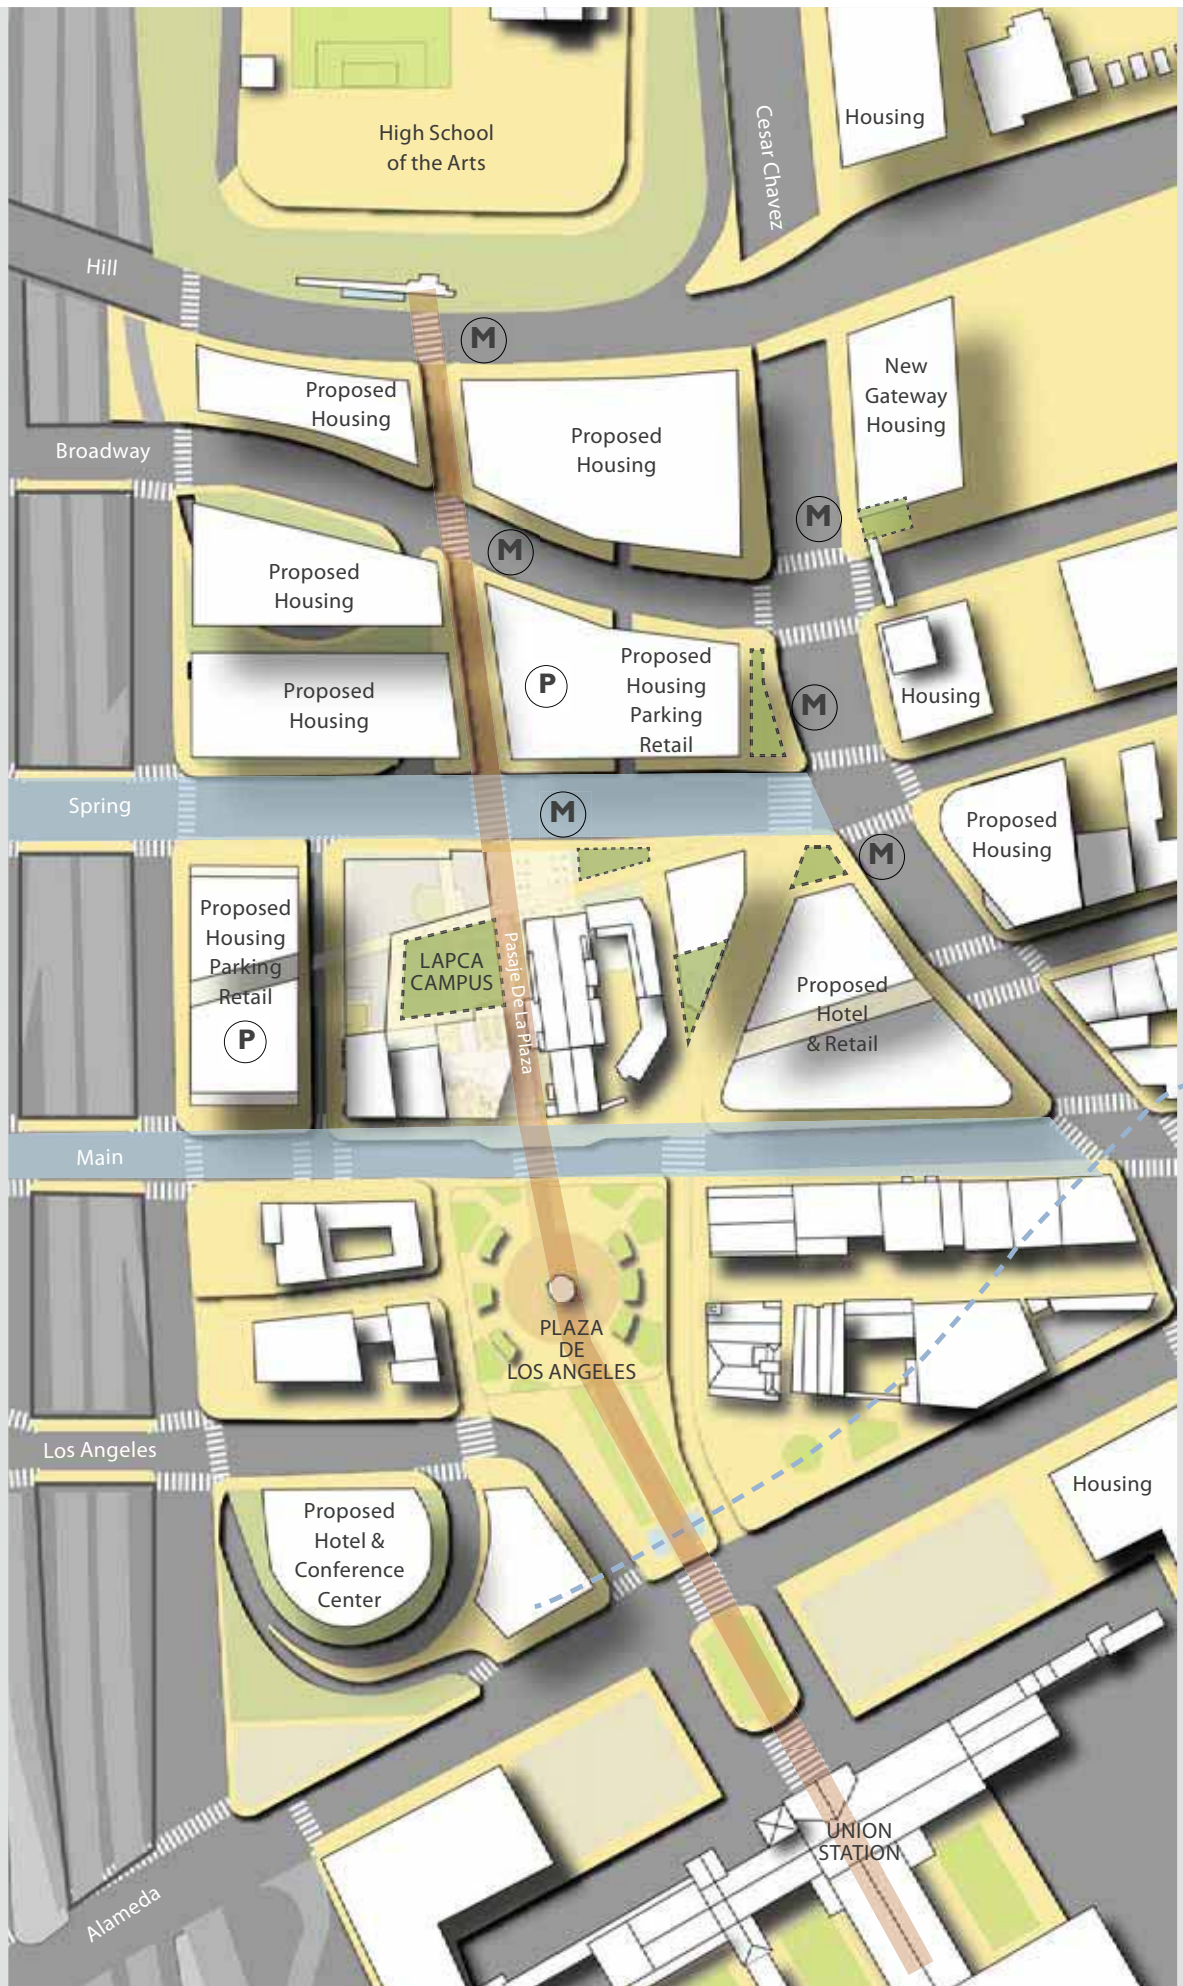 High School
of the Arts
Cesar Chavez
Housing
Hill
M
Proposed
Housing
Proposed
Housing
New
Gateway
Housing
Broadway
M
M
Proposed
Housing
Proposed
Housing
P
Proposed
Housing
Parking
Retail
M
Housing
Spring
M
M
Proposed
Housing
Proposed
Housing
Parking
Retail
P
LAPCA
CAMPUS
Pasaje De La Plaza
Proposed
Hotel
& Retail
Main
PLAZA
DE
LOS ANGELES
Los Angeles
Proposed
Hotel &
Conference
Center
Housing
UNION
STATION
Alameda